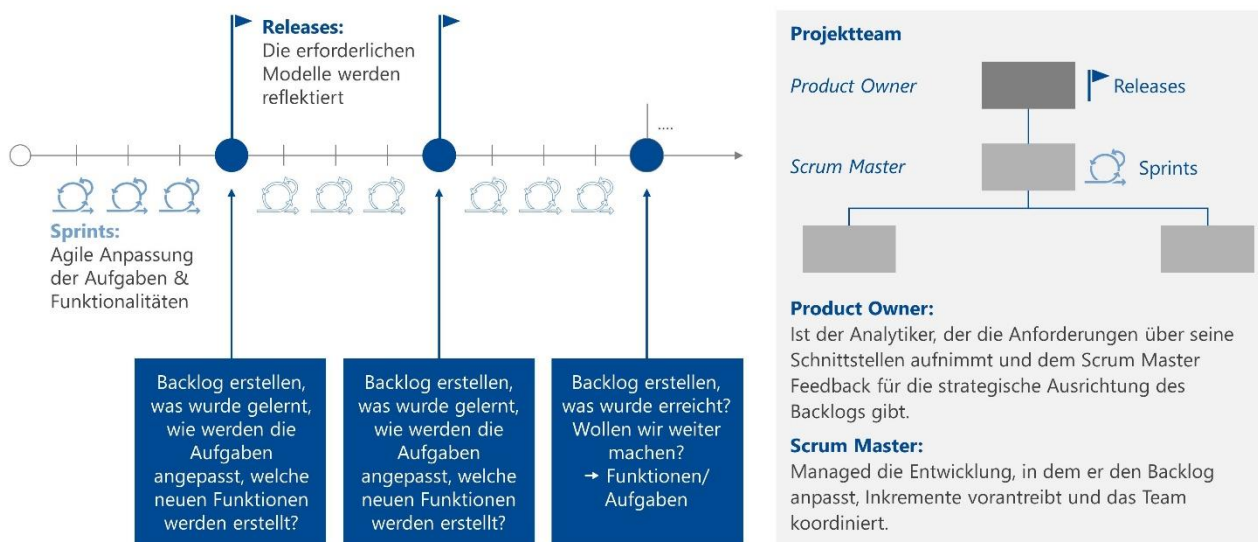 Releases:
Die erforderlichen
Modelle werden
reflektiert
....
Sprints:
Agile Anpassung
der Aufgaben &
Funktionalitäten
Backlog erstellen,
was wurde gelernt,
wie werden die
Aufgaben
angepasst, welche
neuen Funktionen
werden erstellt?
Backlog erstellen,
was wurde gelernt,
wie werden die
Aufgaben
angepasst, welche
neuen Funktionen
werden erstellt?
Backlog erstellen,
was wurde erreicht?
Wollen wir weiter
machen?
→ Funktionen/
Aufgaben
Projektteam
Product Owner
Releases
Scrum Master
Sprints
Product Owner:
Ist der Analytiker, der die Anforderungen über seine
Schnittstellen aufnimmt und dem Scrum Master
Feedback für die strategische Ausrichtung des
Backlogs gibt.
Scrum Master:
Managed die Entwicklung, in dem er den Backlog
anpasst, Inkremente vorantreibt und das Team
koordiniert.